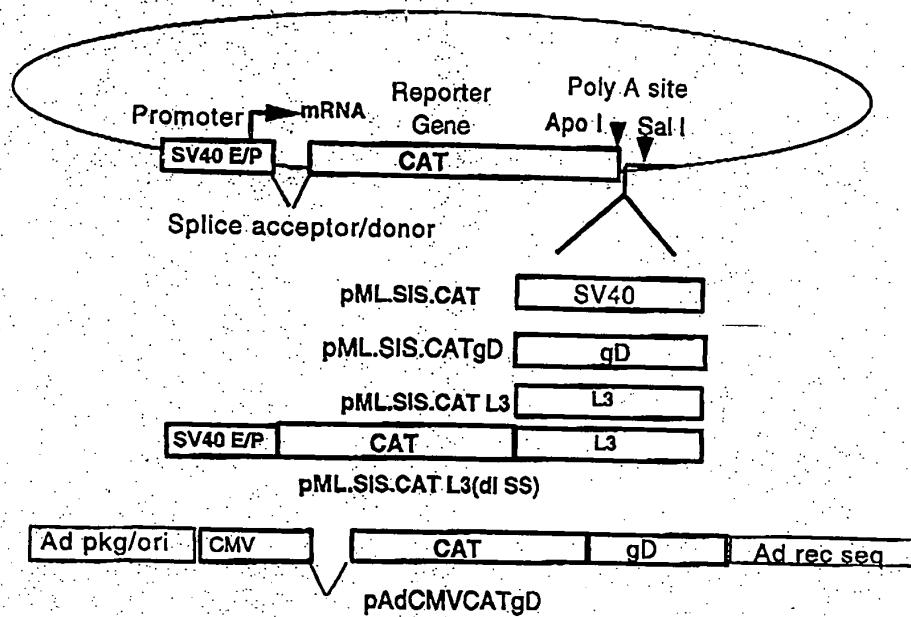 Promoter
mRNA
Reporter
Gene
Poly A site
Apo I
Sal I
SV40 E/P
CAT
Splice acceptor/donor
pML.SIS.CAT
SV40
pML.SIS.CATgD
gD
pML.SIS.CAT L3
L3
SV40 E/P
CAT
L3
pML.SIS.CAT L3(dl SS)
Ad pkg/ori
CMV
CAT
gD
Ad rec seq
pAdCMVCATgD